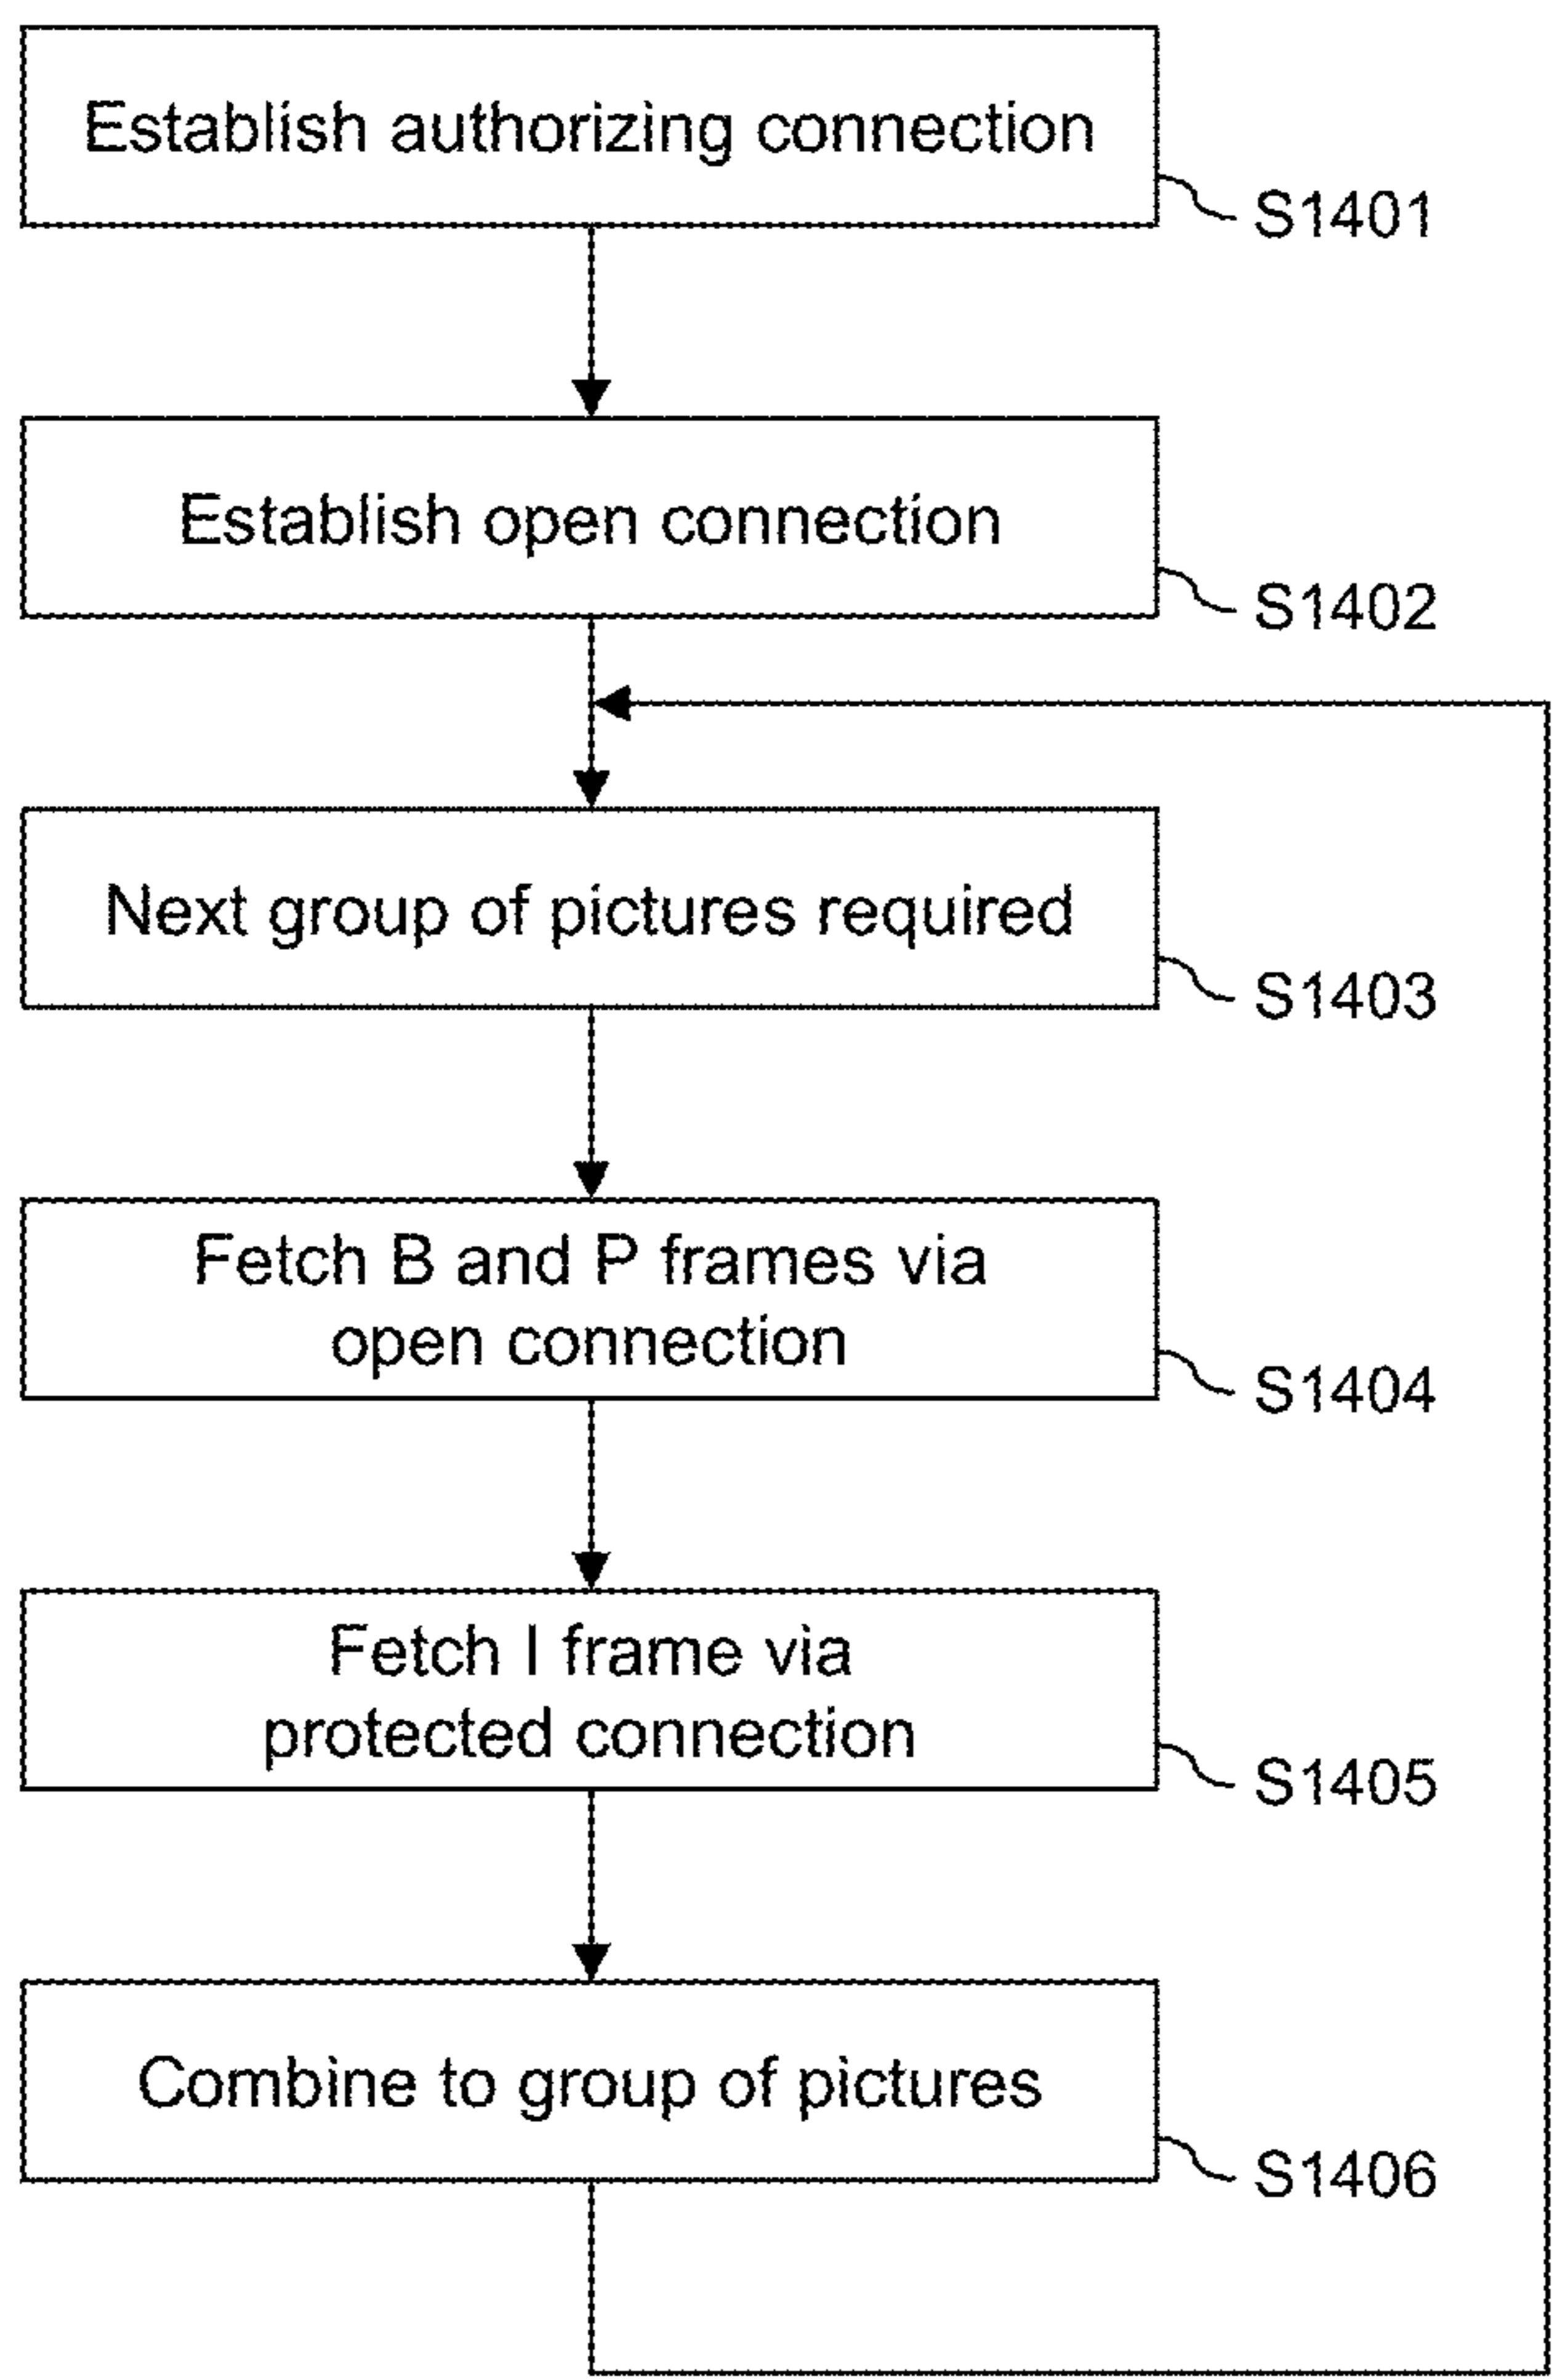 Establish authorizing connection
S1401
Establish open connection
S1402
Next group of pictures required
S1403
Fetch B and P frames via
open connection
S1404
Fetch I frame via
protected connection
S1405
Combine to group of pictures
S1406